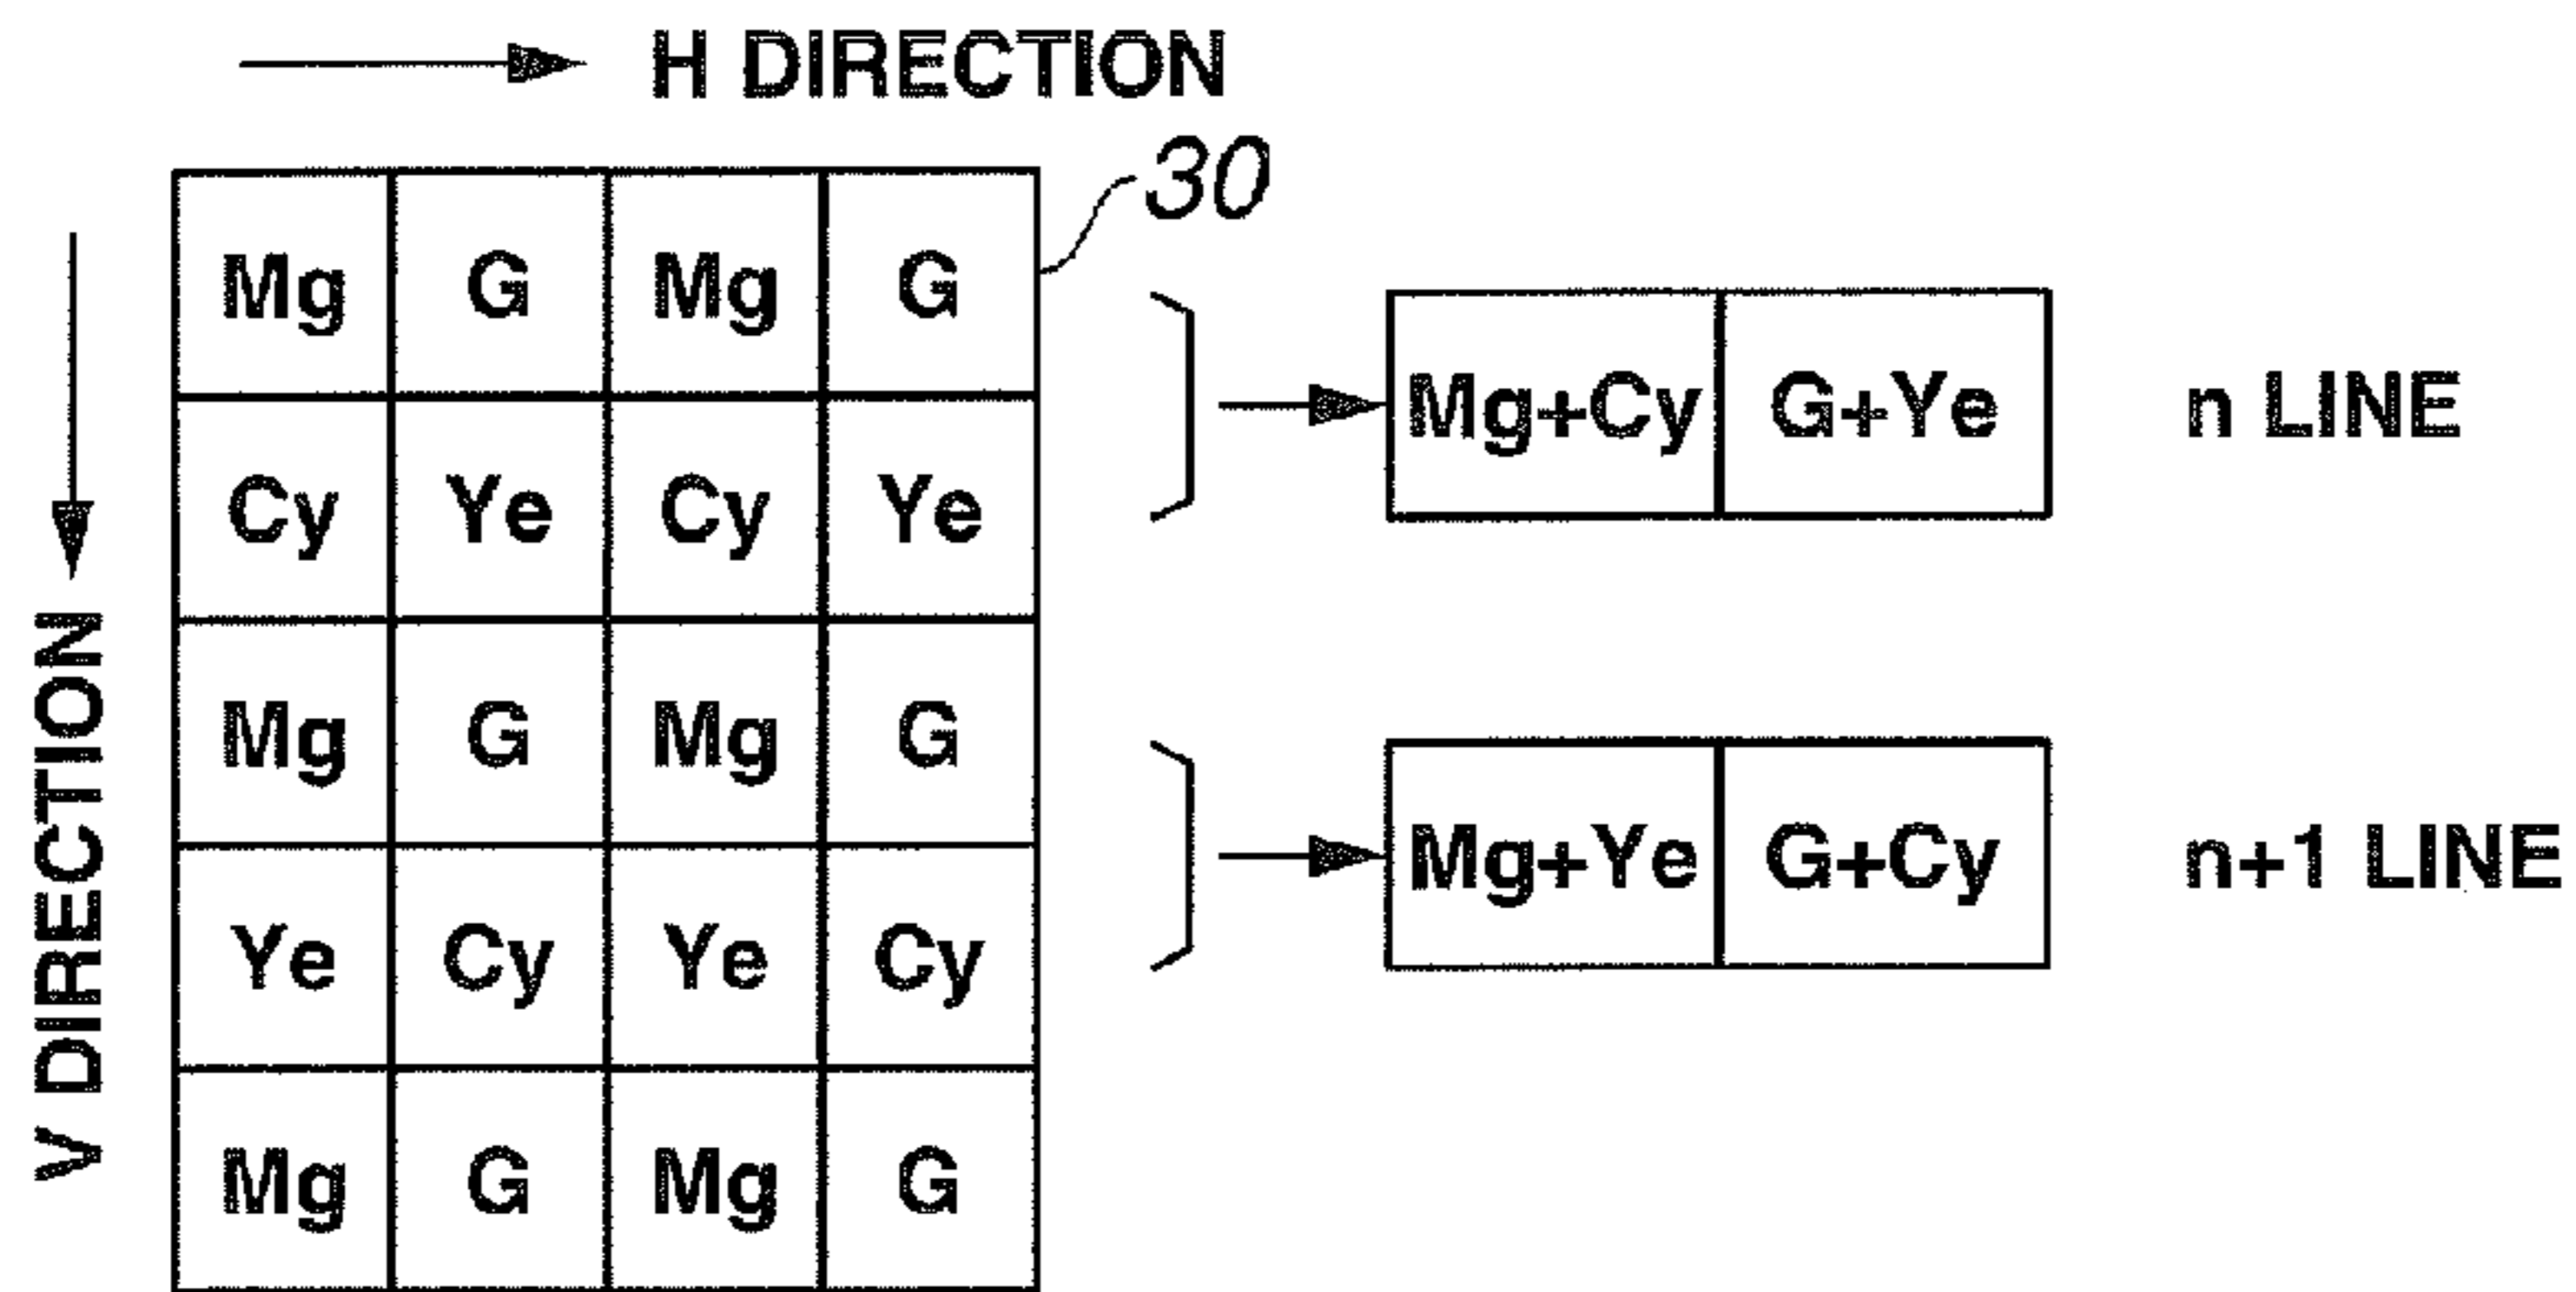 H DIRECTION
30
V DIRECTION
Mg G Mg G
Cy Ye Cy Ye
Mg G Mg G
Ye Cy Ye Cy
Mg G Mg G
Mg+Cy G+Ye n LINE
Mg+Ye G+Cy n+1 LINE